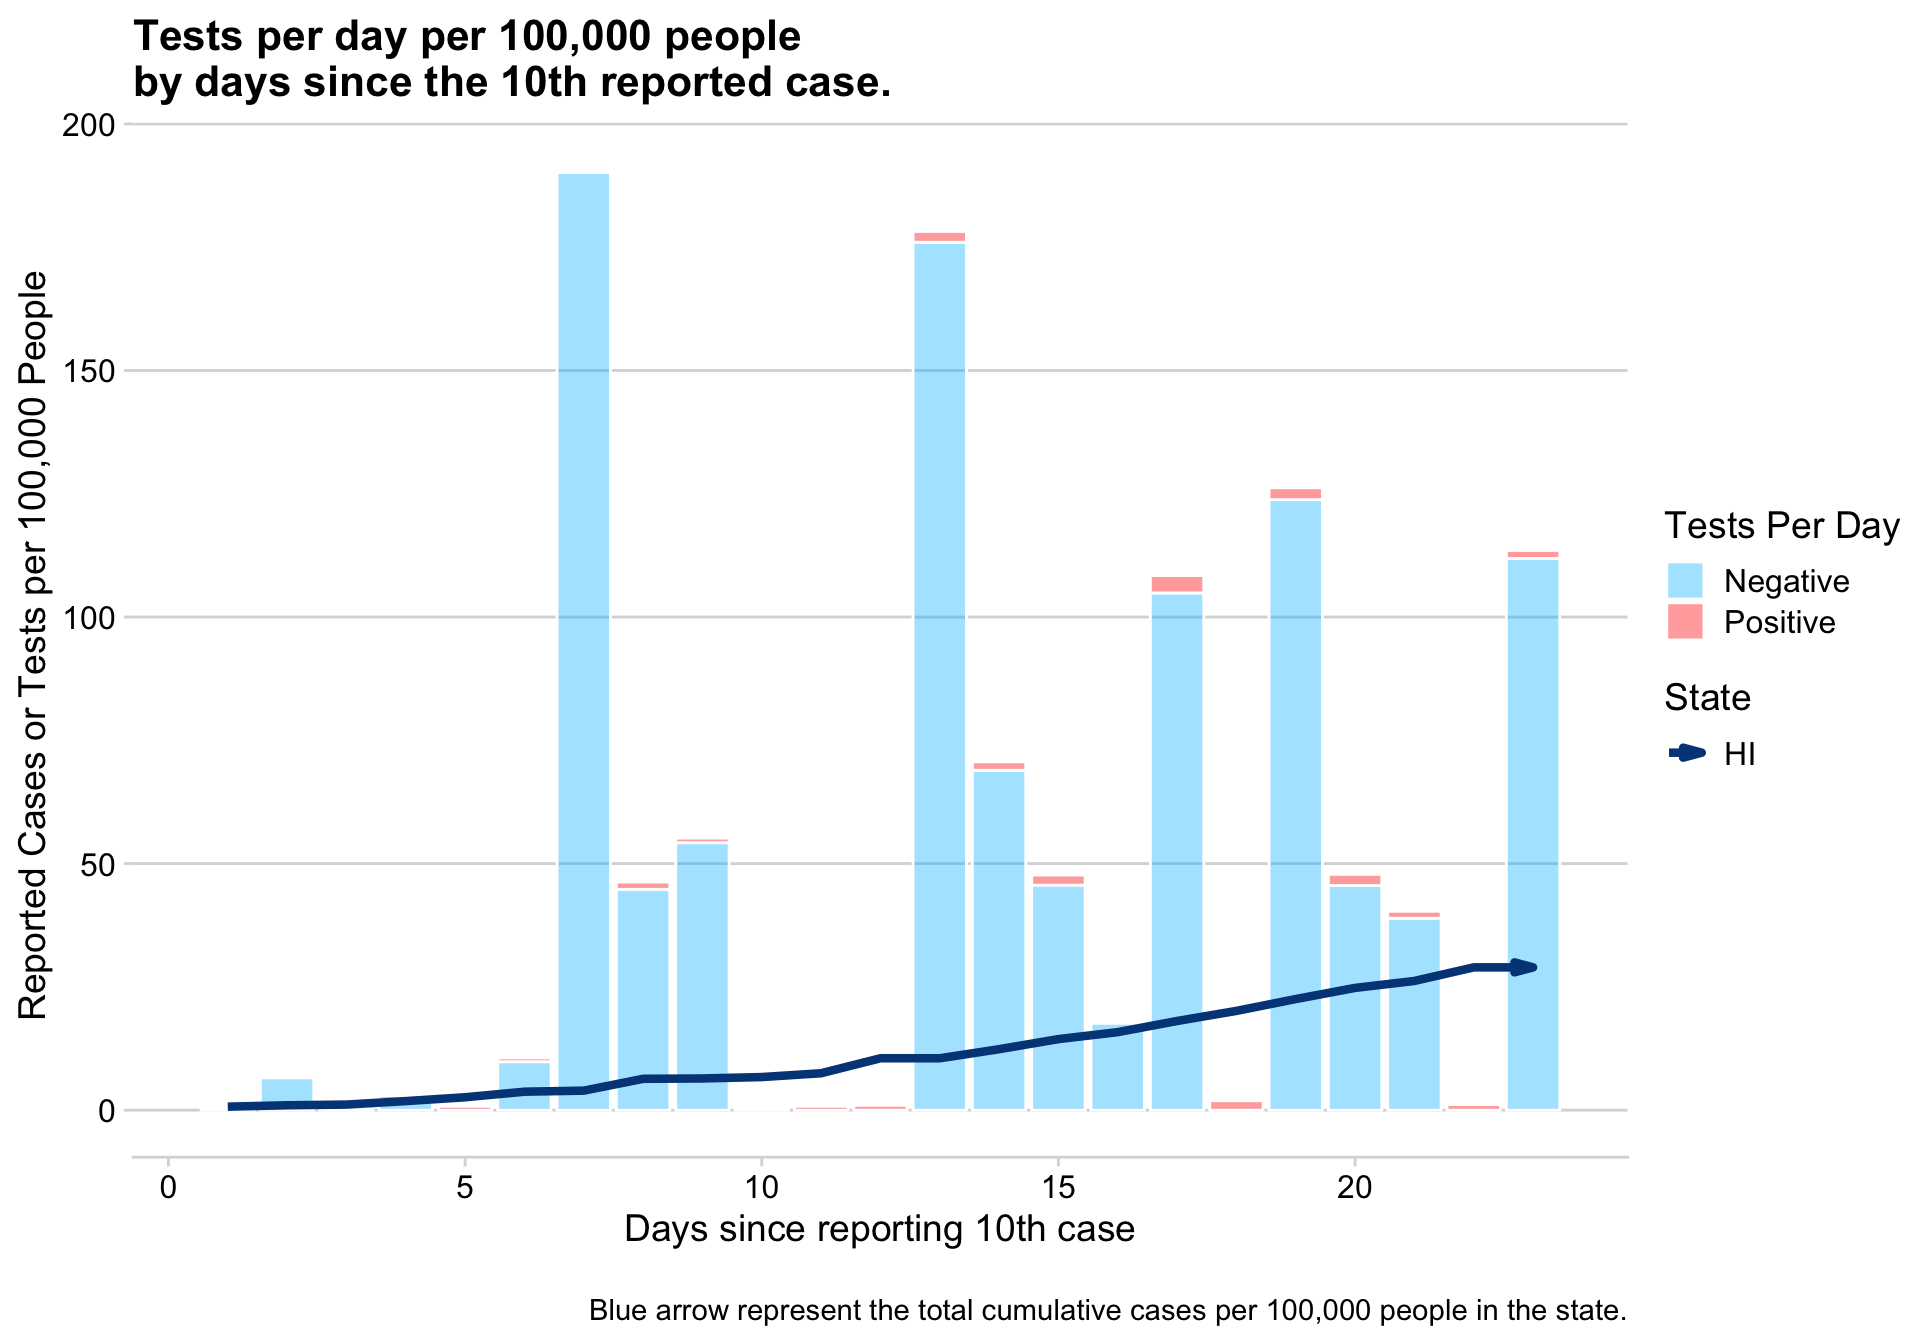 Tests per day per 100,000 people
by days since the 10th reported case.
Reported Cases or Tests per 100,000 People
200
150
100
50
0
0 5 10 15 20
Days since reporting 10th case
Tests Per Day
Negative
Positive
State
HI
Blue arrow represent the total cumulative cases per 100,000 people in the state.